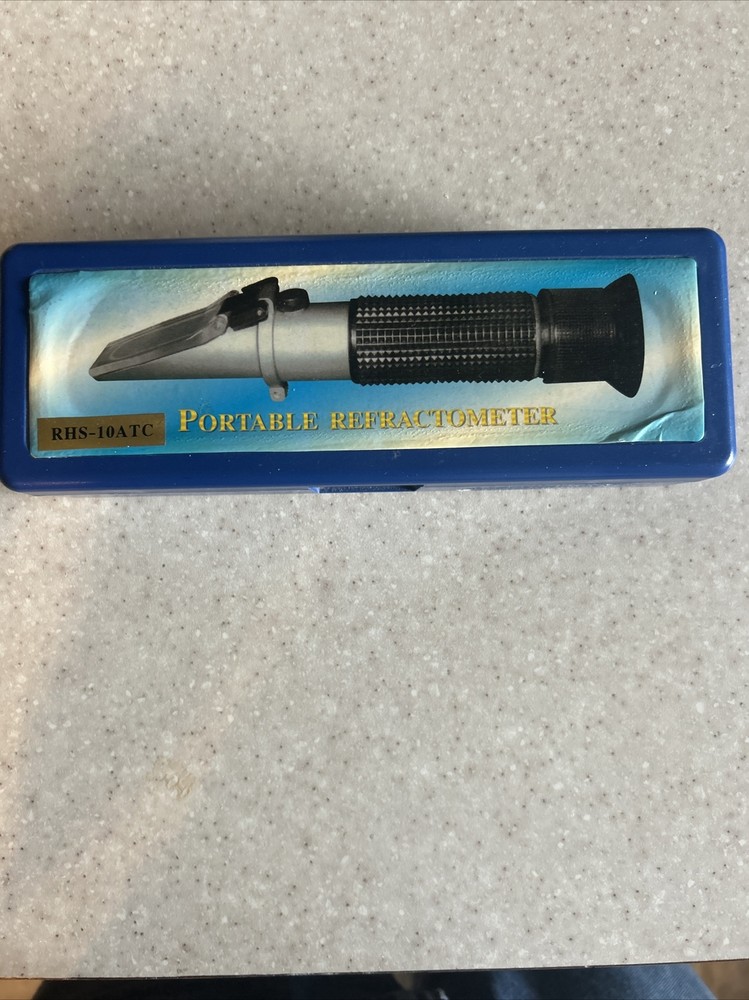 RHS-10ATC
PORTABLE REFRACTOMETER